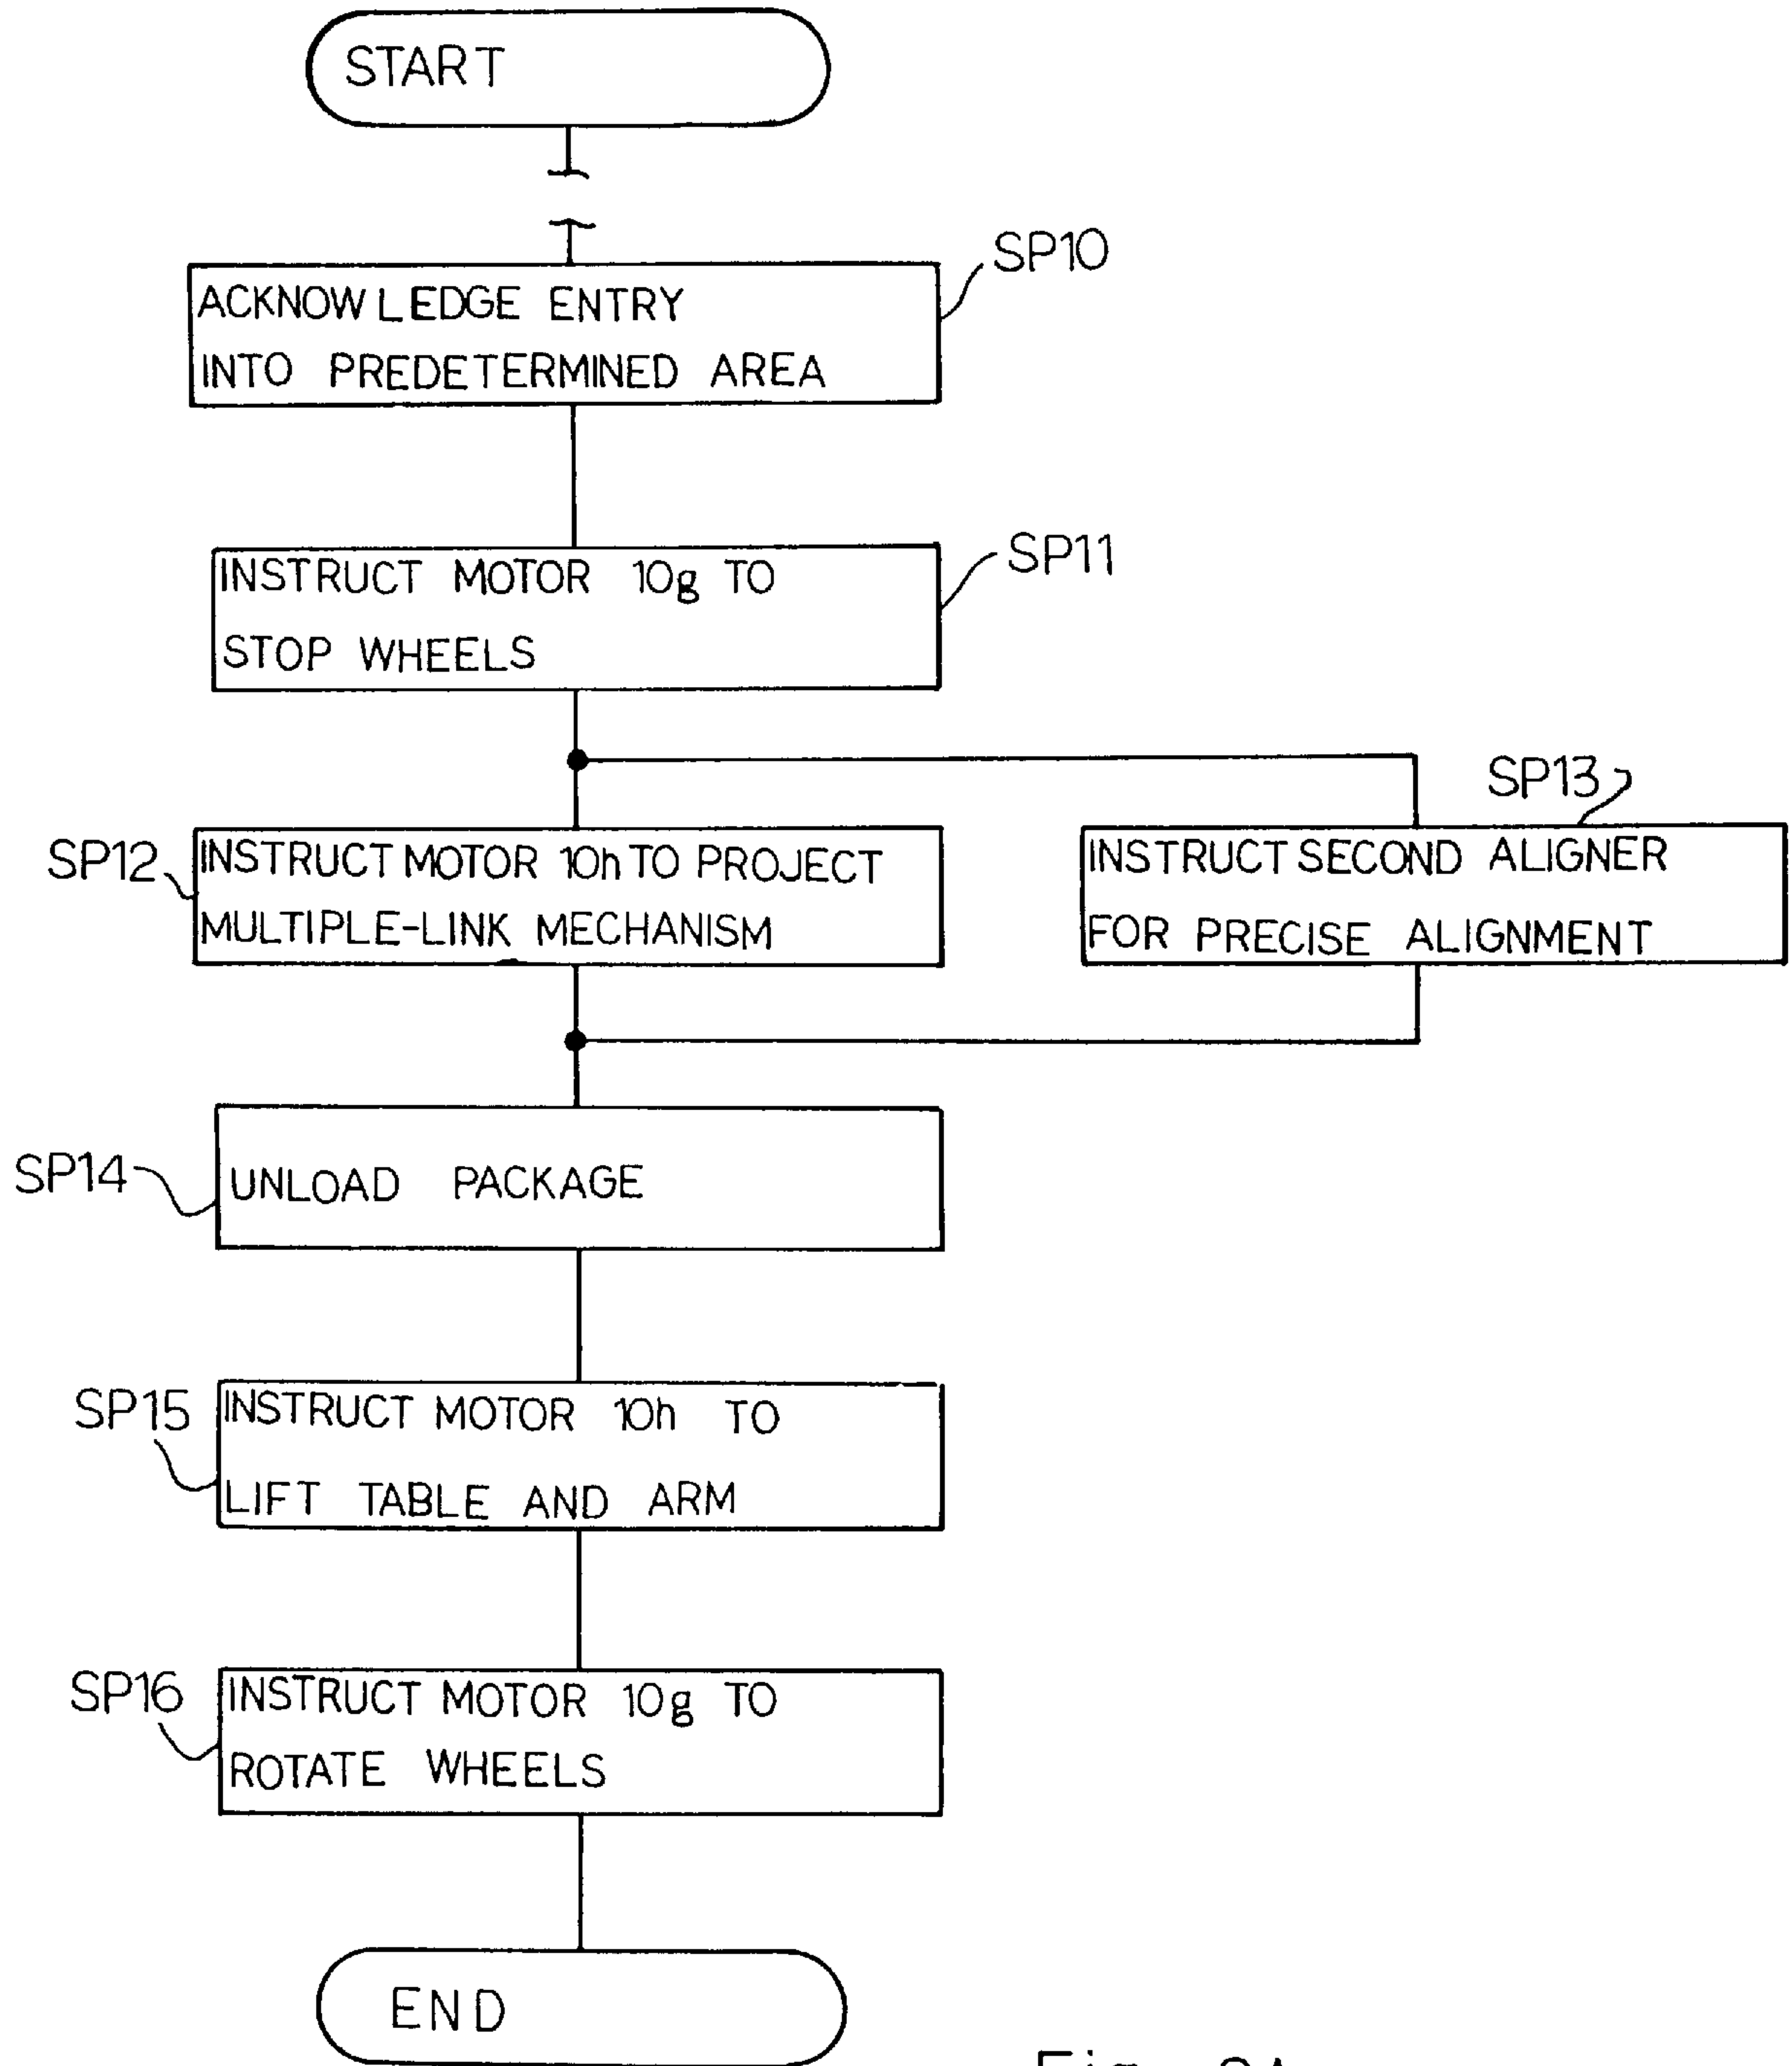 START
SP10
ACKNOWLEDGE ENTRY
INTO PREDETERMINED AREA
SP11
INSTRUCT MOTOR 10g TO
STOP WHEELS
SP12
INSTRUCT MOTOR 10h TO PROJECT
MULTIPLE-LINK MECHANISM
SP13
INSTRUCT SECOND ALIGNER
FOR PRECISE ALIGNMENT
SP14
UNLOAD PACKAGE
SP15
INSTRUCT MOTOR 10h TO
LIFT TABLE AND ARM
SP16
INSTRUCT MOTOR 10g TO
ROTATE WHEELS
END
Fig.